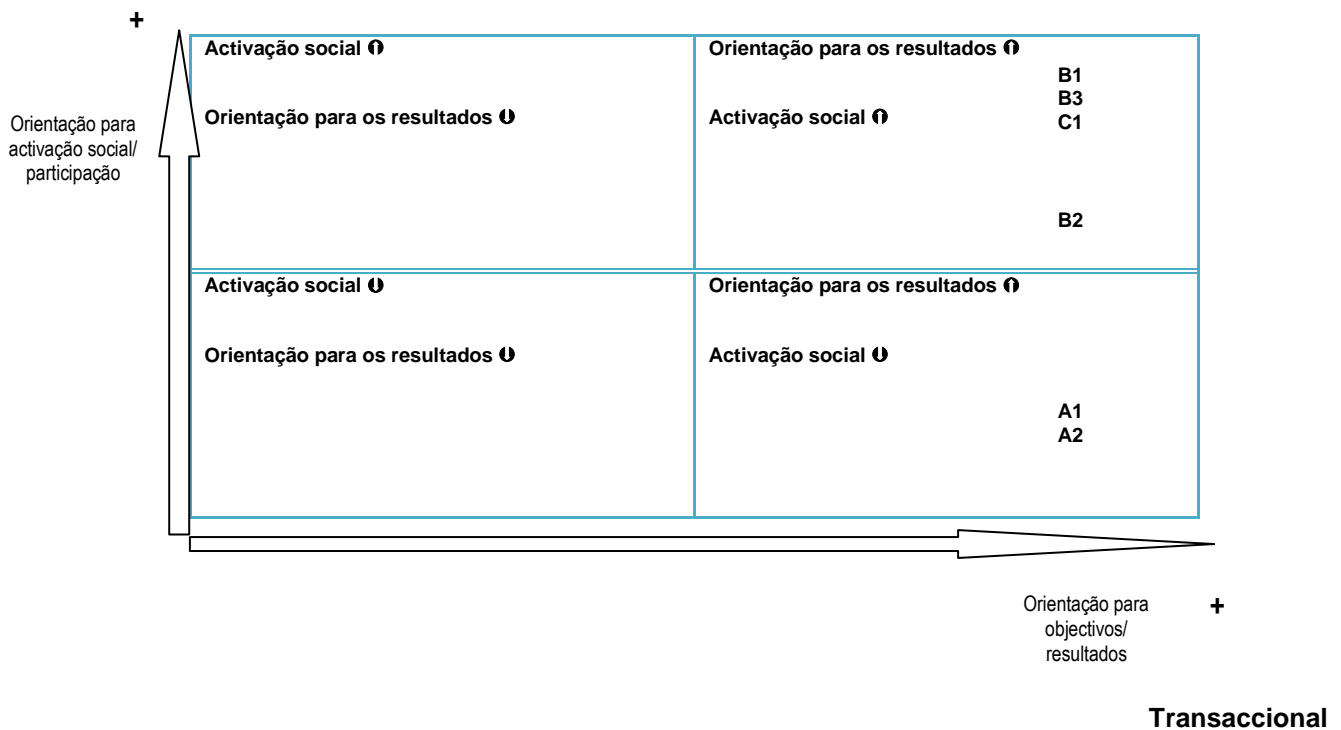 +
Activação social ⬆
Orientação para os resultados ⬇
Orientação para os resultados ⬆
B1
B3
Activação social ⬆
C1
B2
Orientação para
activação social/
participação
Activação social ⬇
Orientação para os resultados ⬇
Orientação para os resultados ⬆
Activação social ⬇
A1
A2
Orientação para
objectivos/
resultados
+
Transaccional